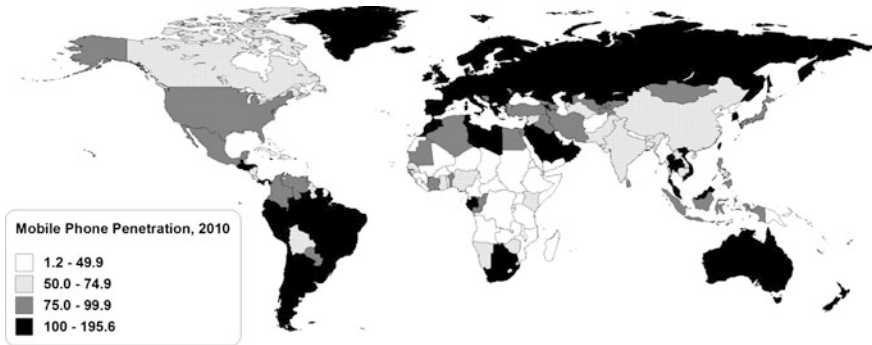 Mobile Phone Penetration, 2010
1.2 - 49.9
50.0 - 74.9
75.0 - 99.9
100 - 195.6